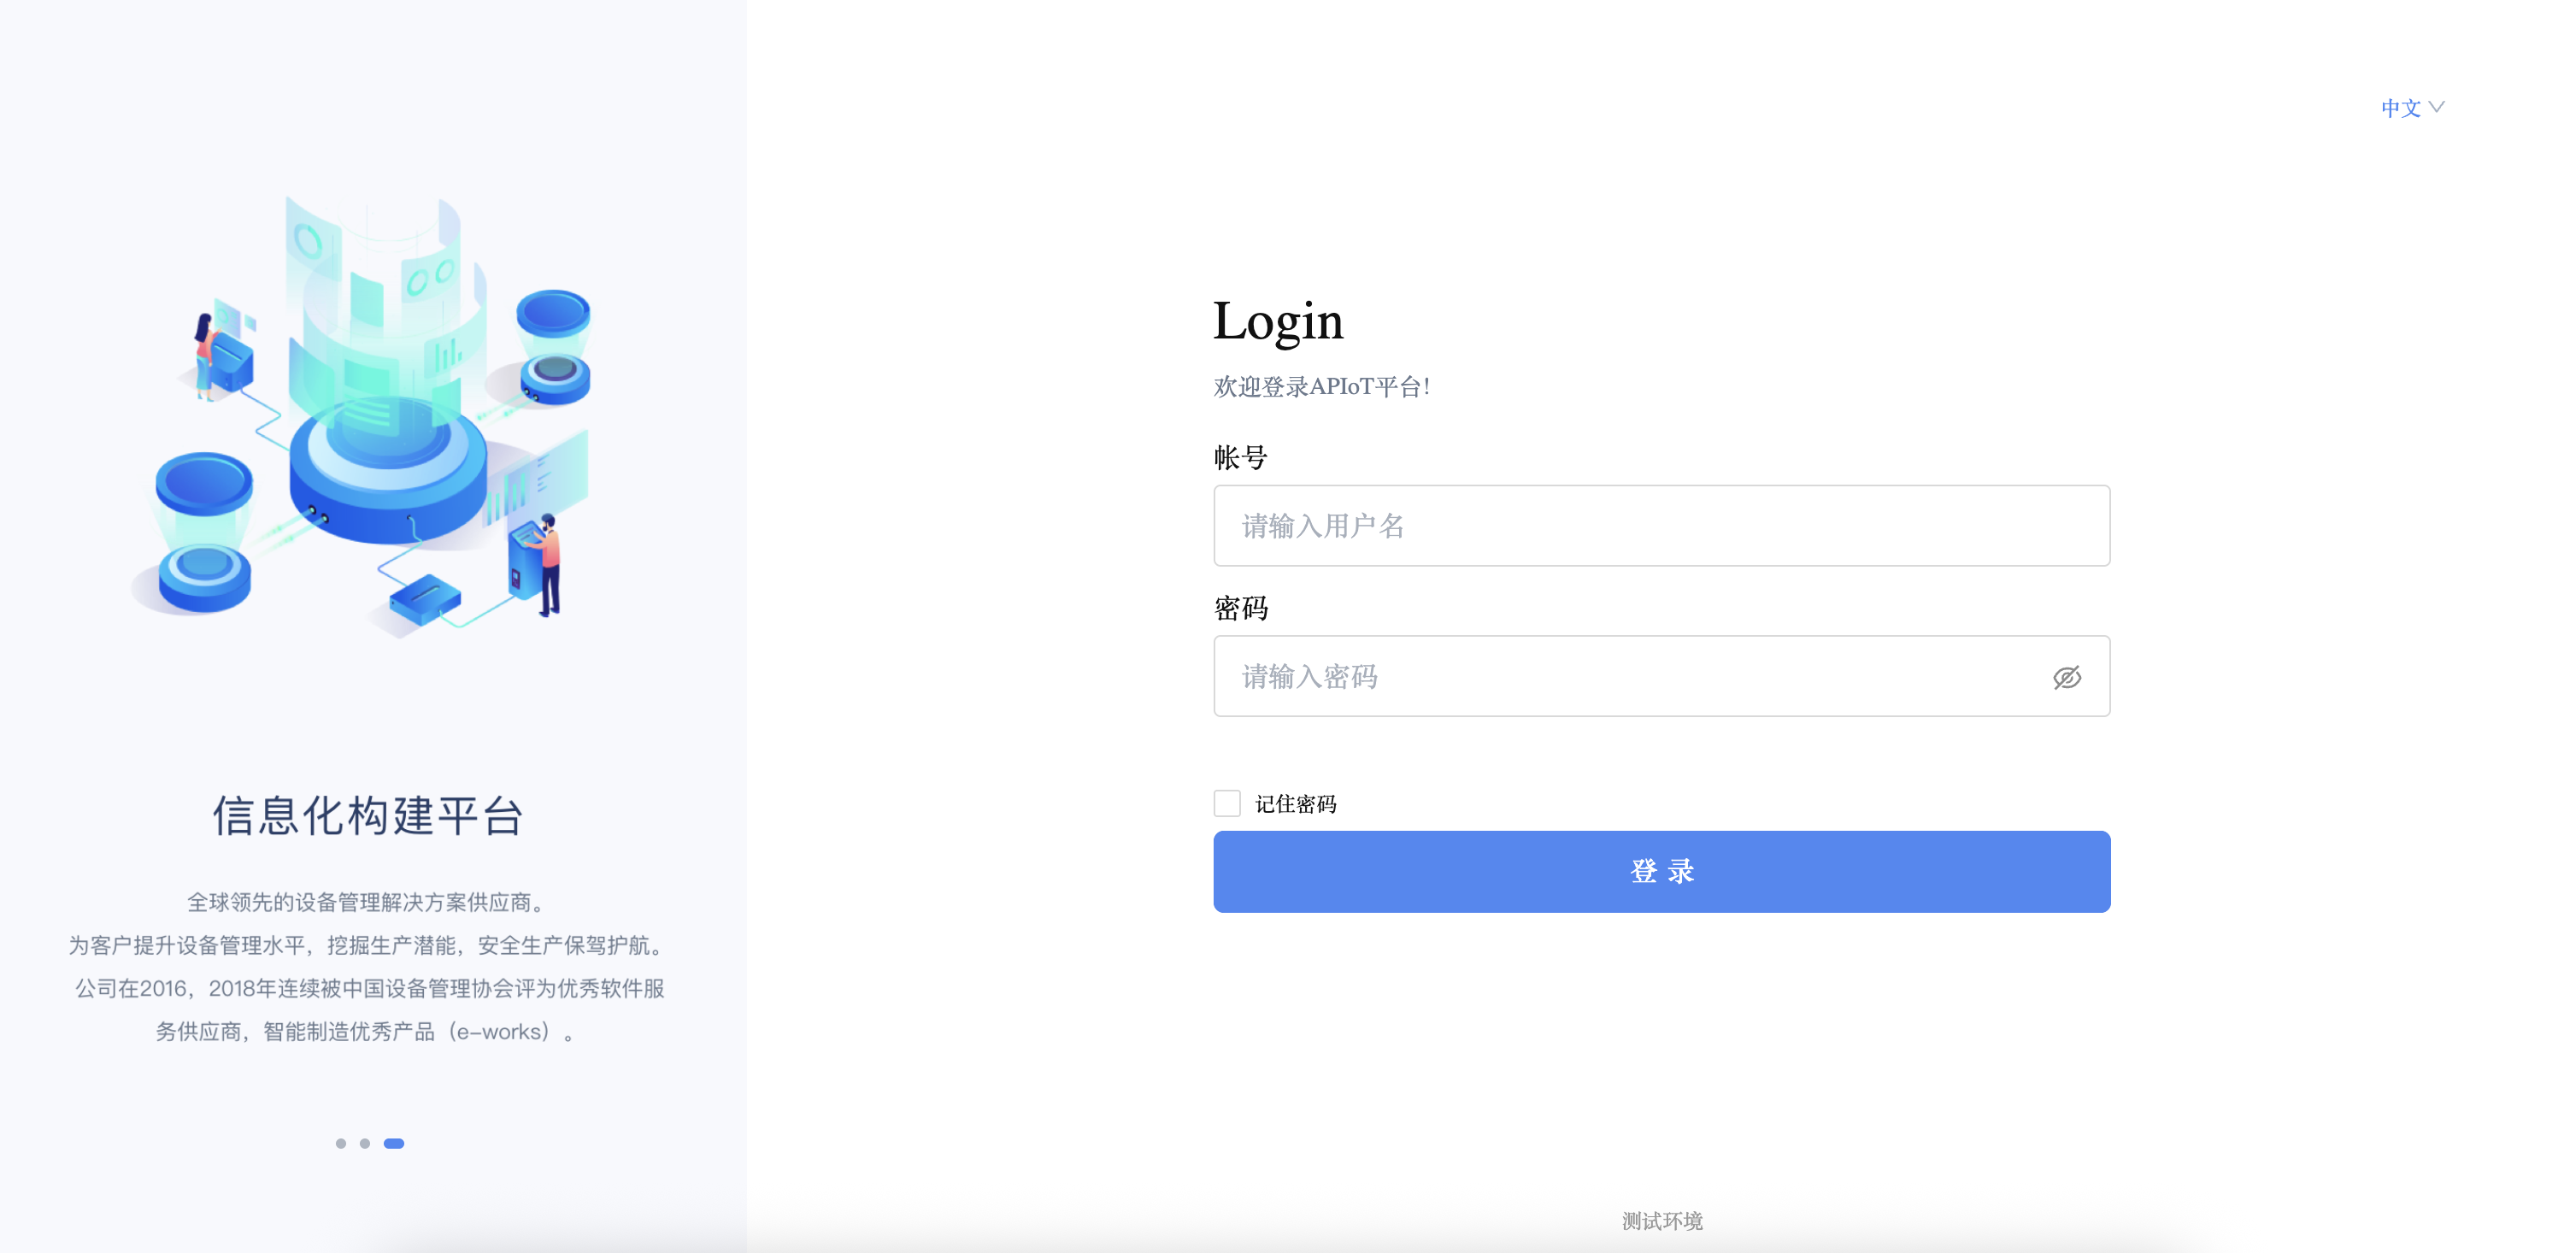 中文
Login
欢迎登录APIoT平台!
帐号
请输入用户名
密码
请输入密码
记住密码
登 录
信息化构建平台
全球领先的设备管理解决方案供应商。
为客户提升设备管理水平，挖掘生产潜能，安全生产保驾护航。
公司在2016，2018年连续被中国设备管理协会评为优秀软件服
务供应商，智能制造优秀产品（e-works）。
测试环境